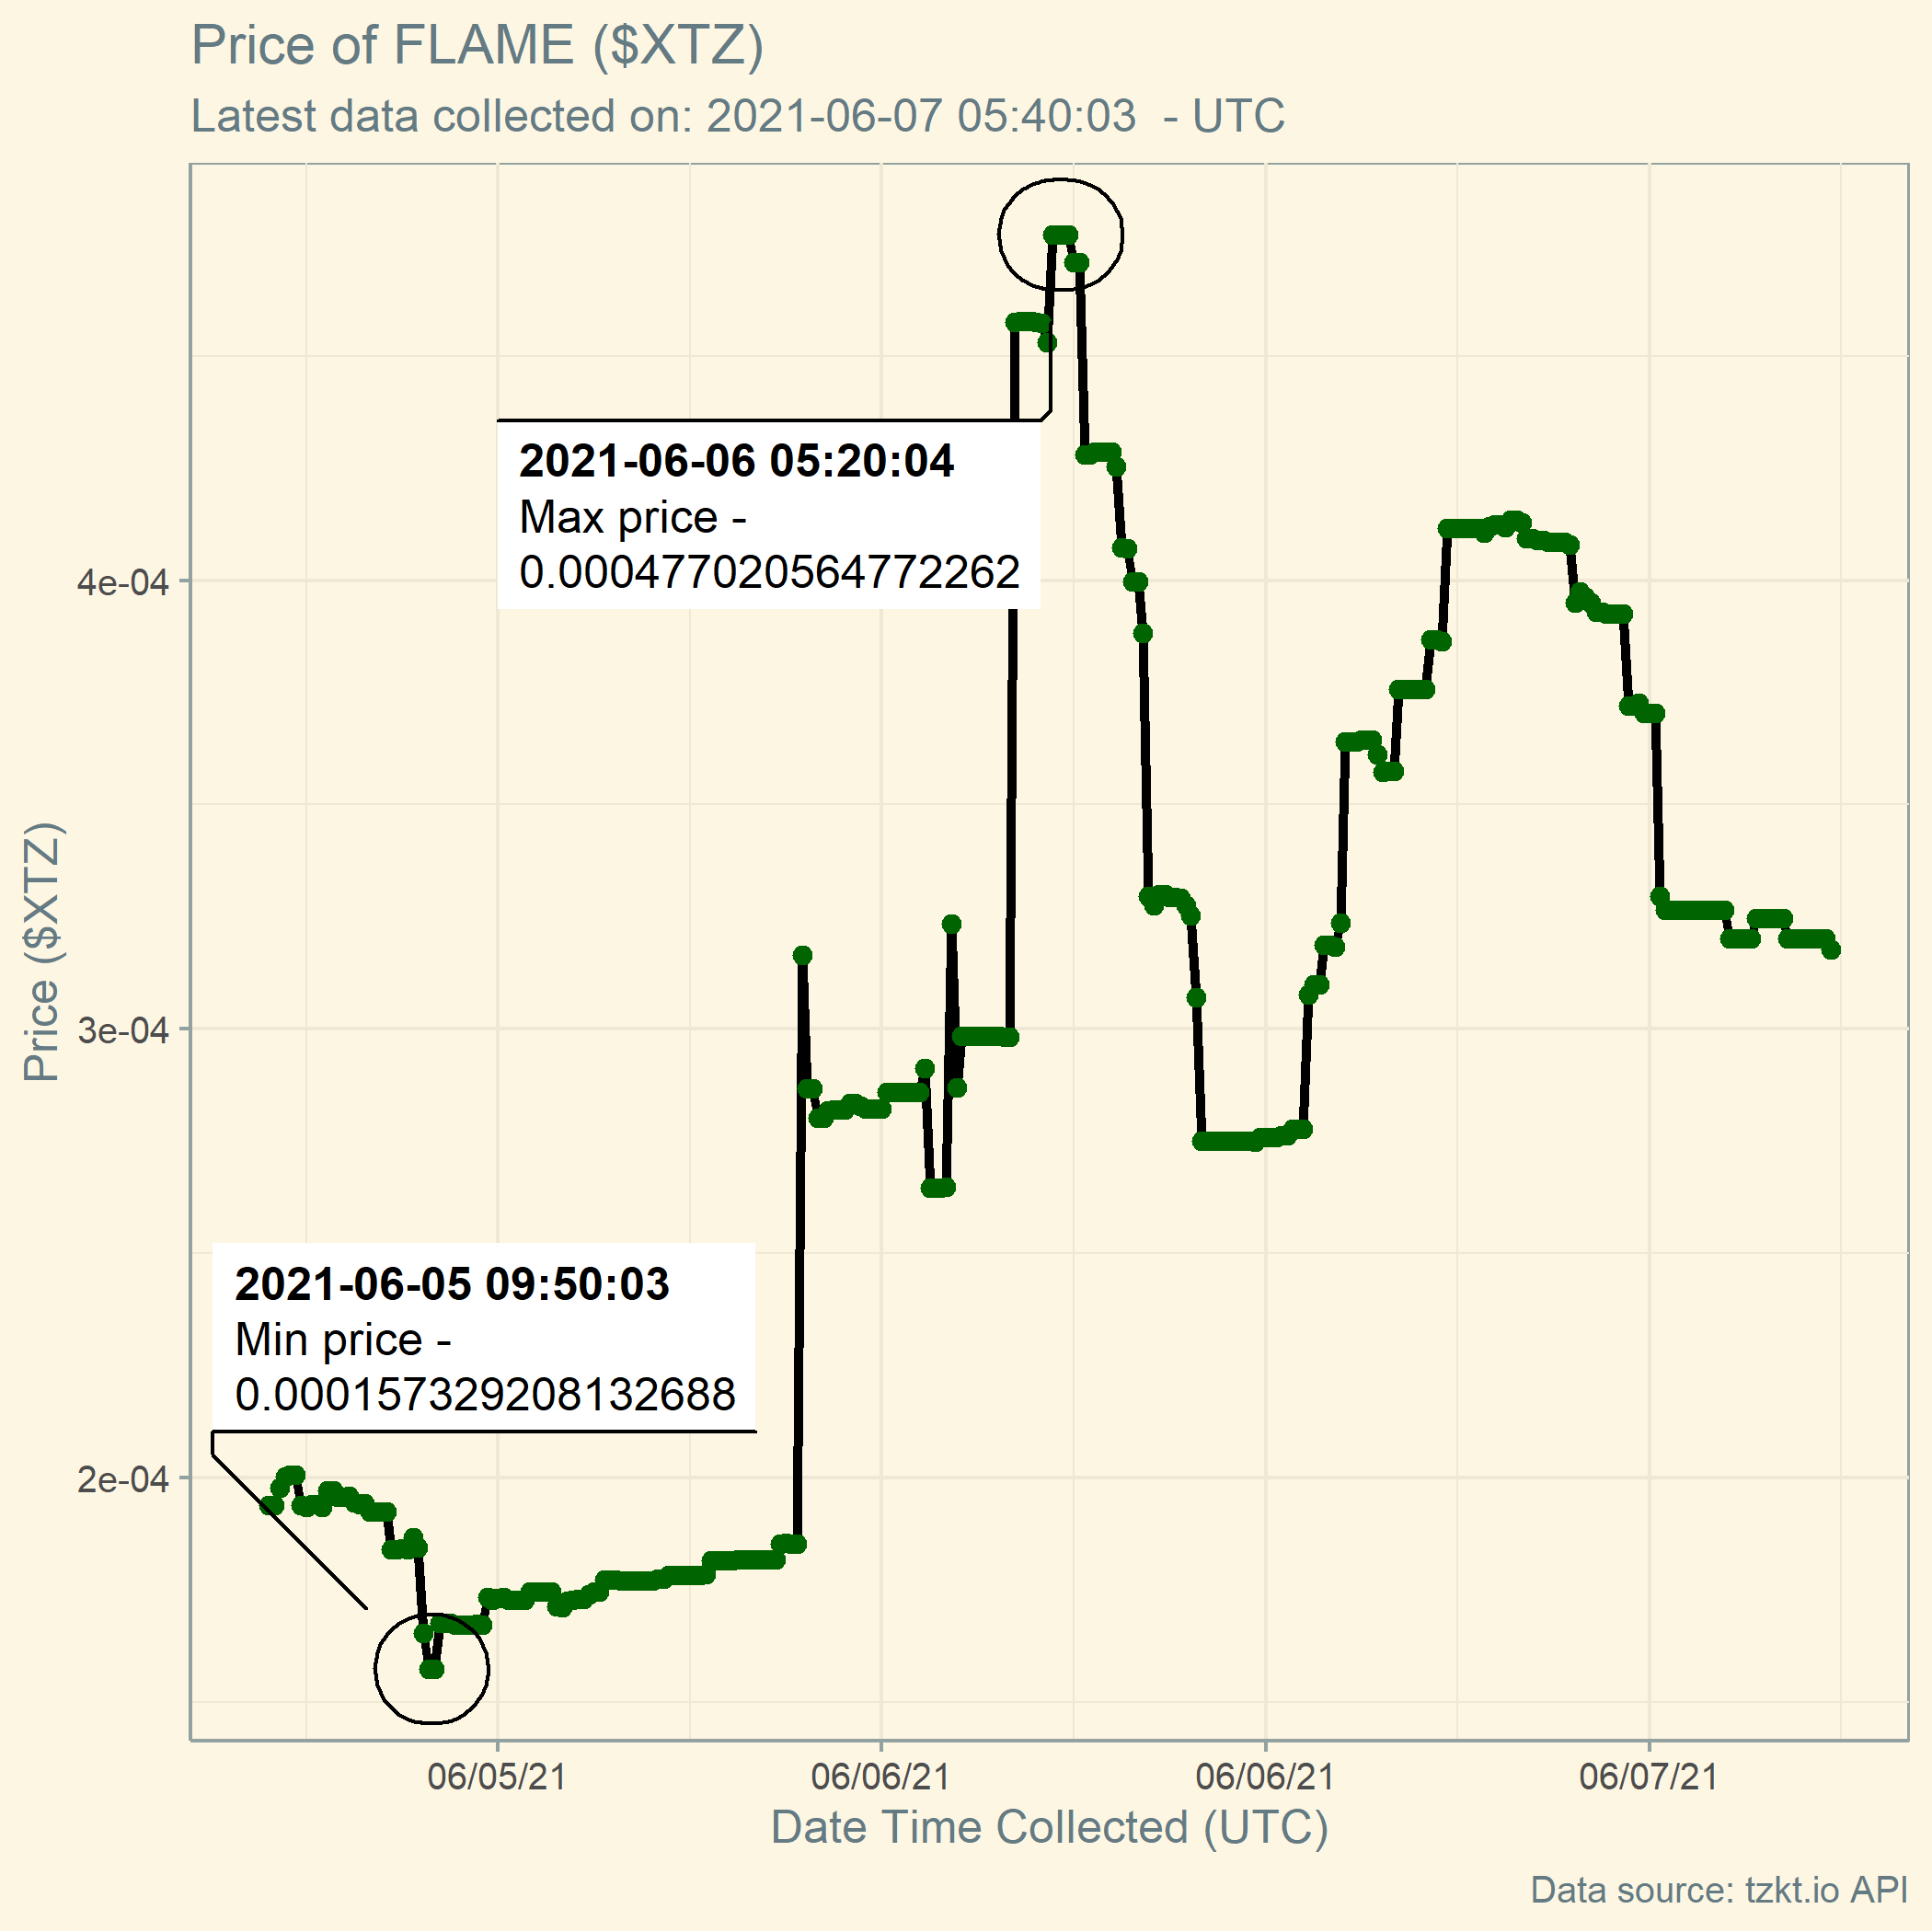 Price of FLAME ($XTZ)
Latest data collected on: 2021-06-07 05:40:03  - UTC
2021-06-06 05:20:04
Max price -
0.000477020564772262
4e-04
Price ($XTZ)
3e-04
2021-06-05 09:50:03
Min price -
0.000157329208132688
2e-04
06/05/21 06/06/21 06/06/21 06/07/21
Date Time Collected (UTC)
Data source: tzkt.io API